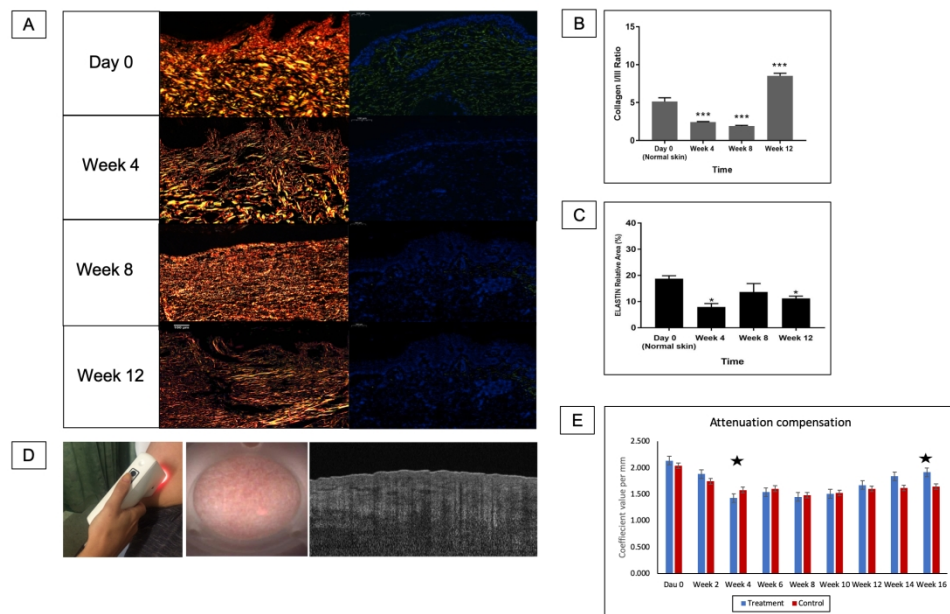 A
Day 0
Week 4
Week 8
Week 12
100 µm
B
Collagen I/III Ratio
15
10
5
0
***
***
***
Day 0
(Normal skin)
Week 4
Week 8
Week 12
Time
C
ELASTIN Relative Area (%)
40
30
20
10
0
*
*
Day 0
(Normal skin)
Week 4
Week 8
Week 12
Time
D
E
Attenuation compensation
Coeffiecient value per mm
2.500
2.000
1.500
1.000
0.500
0.000
★
★
Dau 0
Week 2
Week 4
Week 6
Week 8
Week 10
Week 12
Week 14
Week 16
Treatment
Control